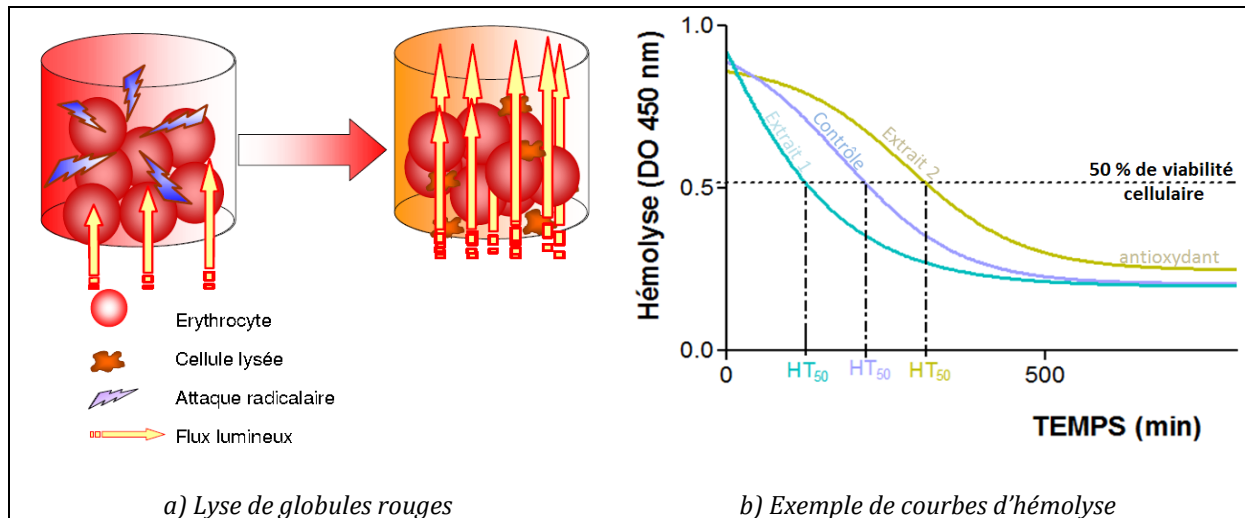 Erythrocyte
Cellule lysée
Attaque radicalaire
Flux lumineux
a) Lyse de globules rouges
Hémolyse (DO 450 nm)
1.0
0.5
0.0
Extrait 1
Contrôle
Extrait 2
50 % de viabilité
cellulaire
antioxydant
0
HT50
HT50
HT50
500
TEMPS (min)
b) Exemple de courbes d’hémolyse